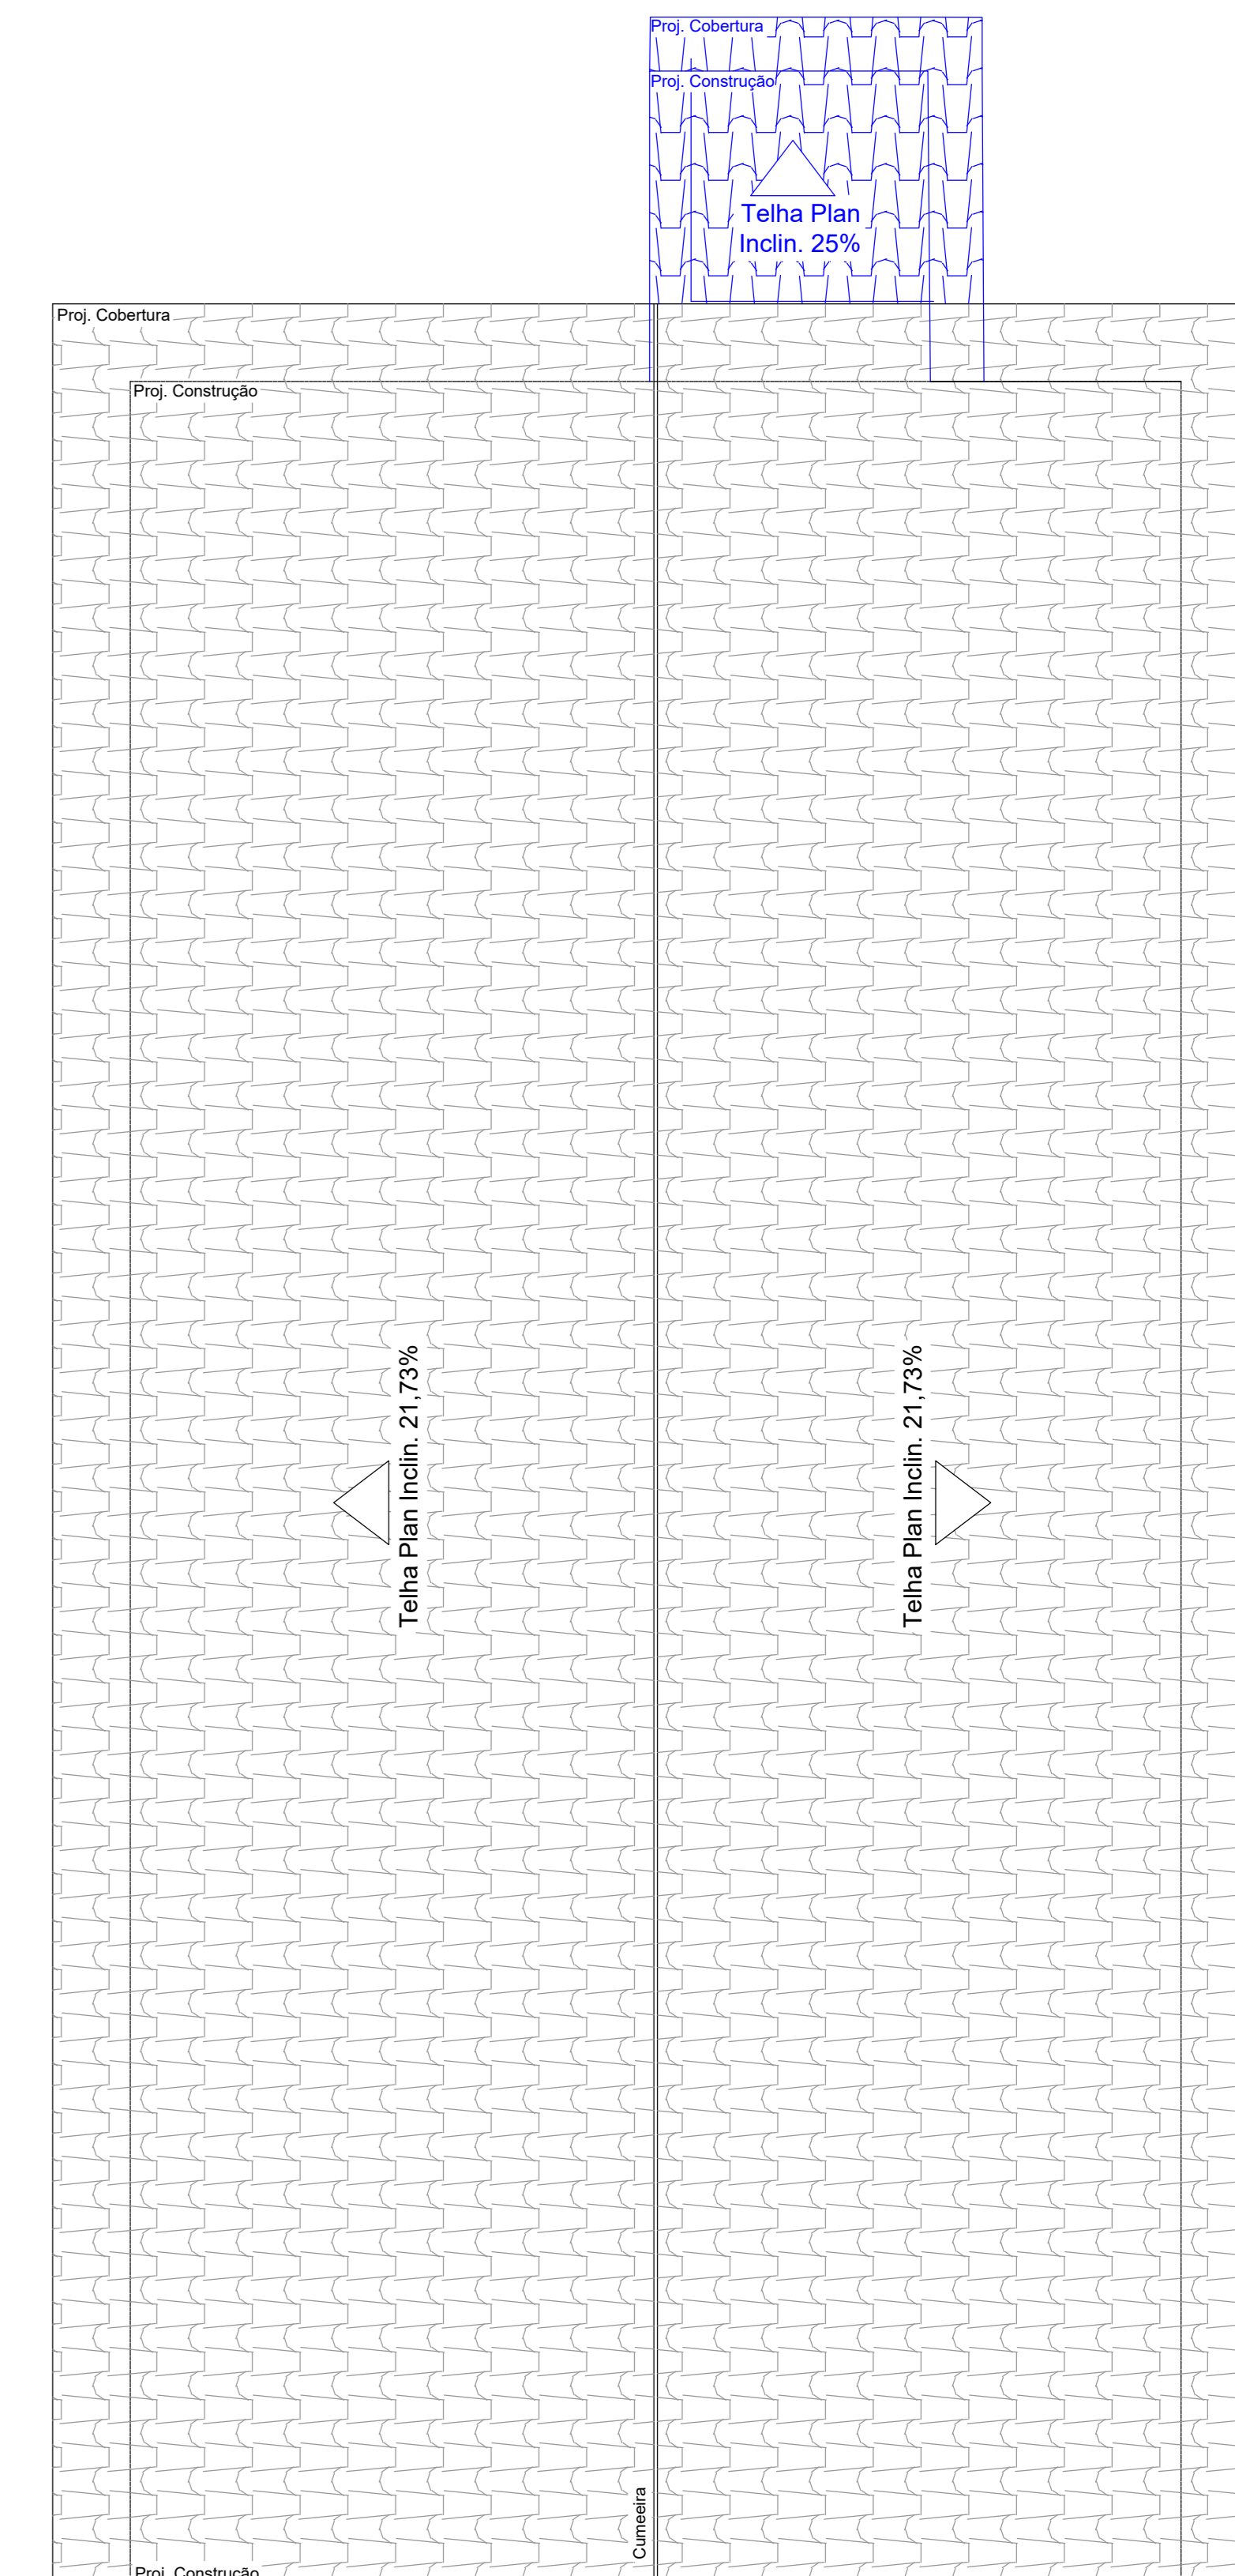 Proj. Cobertura
Proj. Construção
Telha Plan
Inclin. 25%
Proj. Cobertura
Proj. Construção
Telha Plan Inclin. 21,73%
Telha Plan Inclin. 21,73%
Cumeeira
Proj. Construção